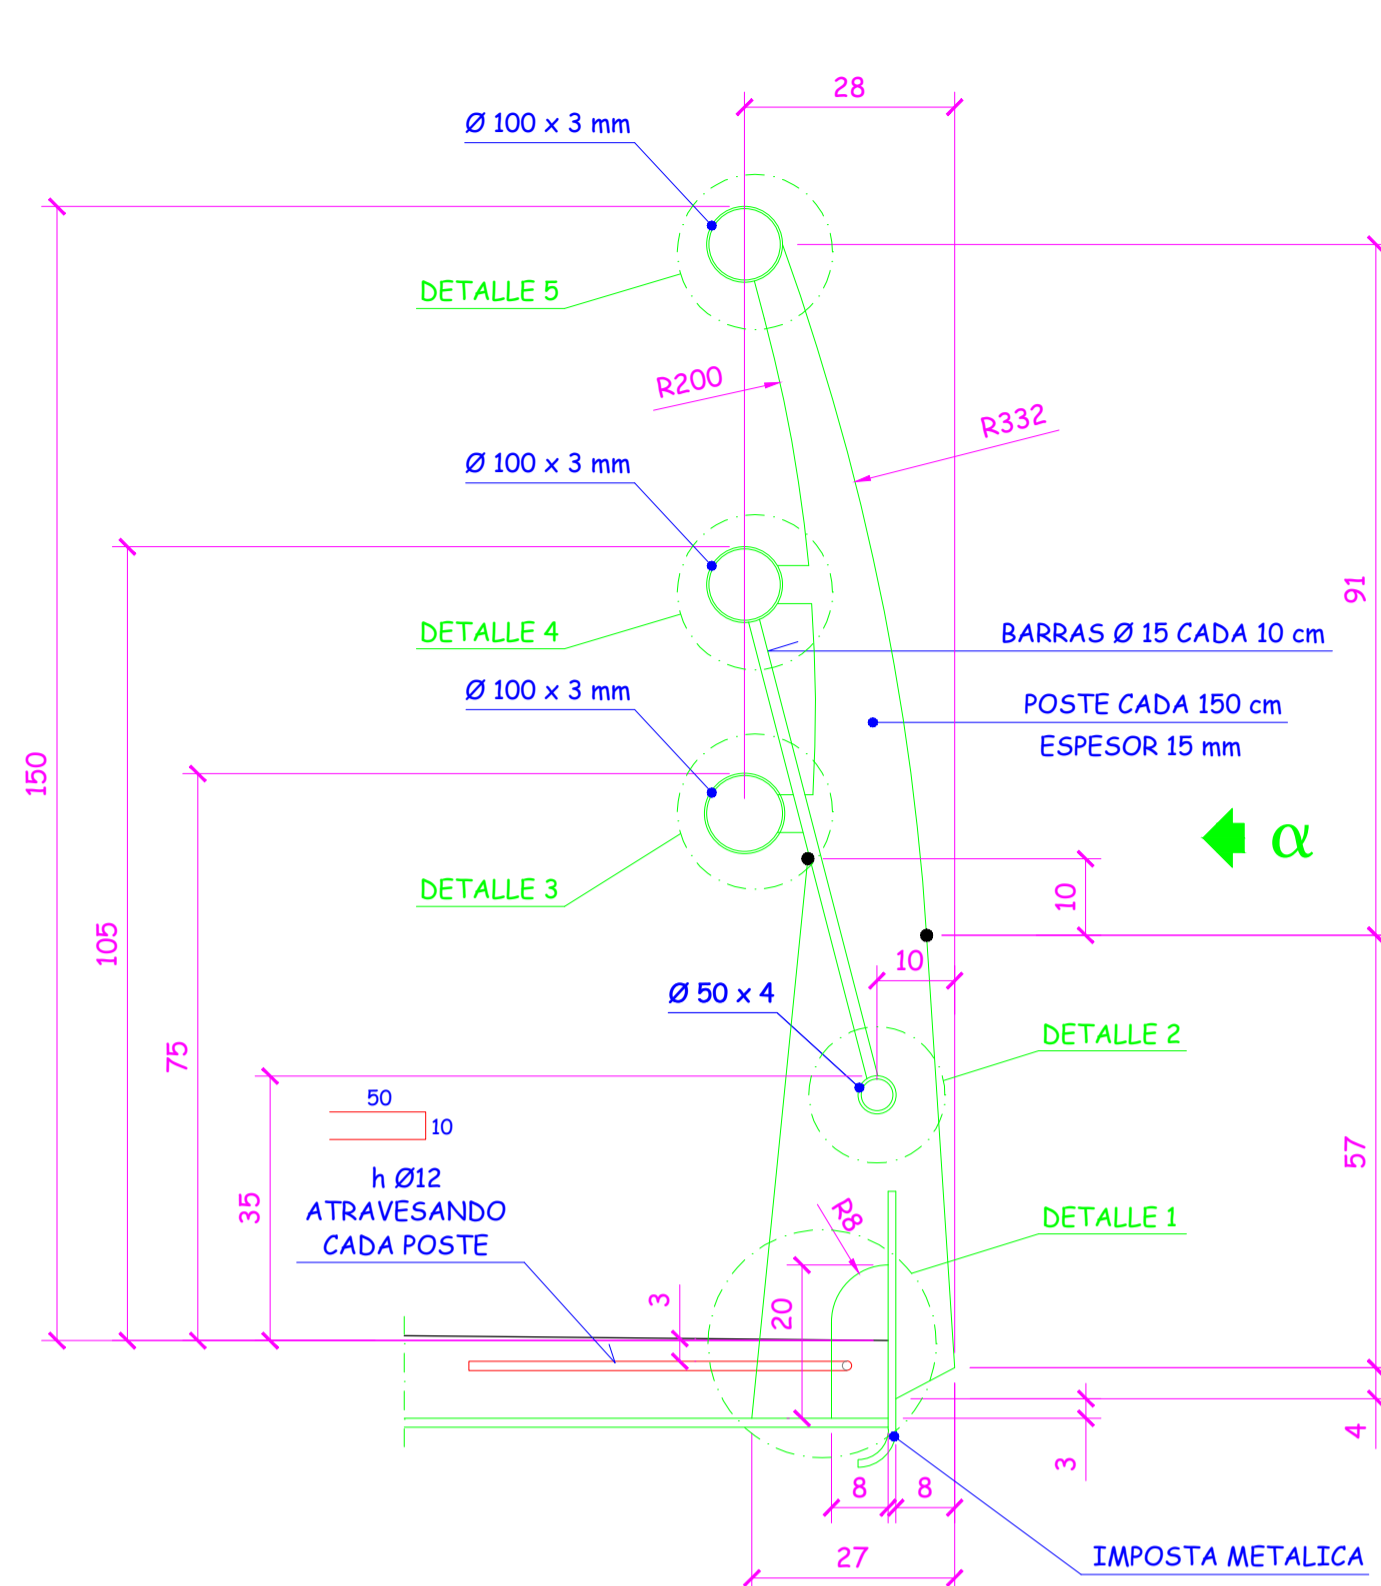 28
Ø 100 x 3 mm
DETALLE 5
R200
R332
Ø 100 x 3 mm
91
DETALLE 4
BARRAS Ø 15 CADA 10 cm
Ø 100 x 3 mm
POSTE CADA 150 cm
ESPESOR 15 mm
150
α
DETALLE 3
10
105
10
Ø 50 x 4
DETALLE 2
75
50
10
57
h Ø12
ATRAVESANDO
CADA POSTE
35
R8
DETALLE 1
3
20
4
3
8
8
27
IMPOSTA METALICA